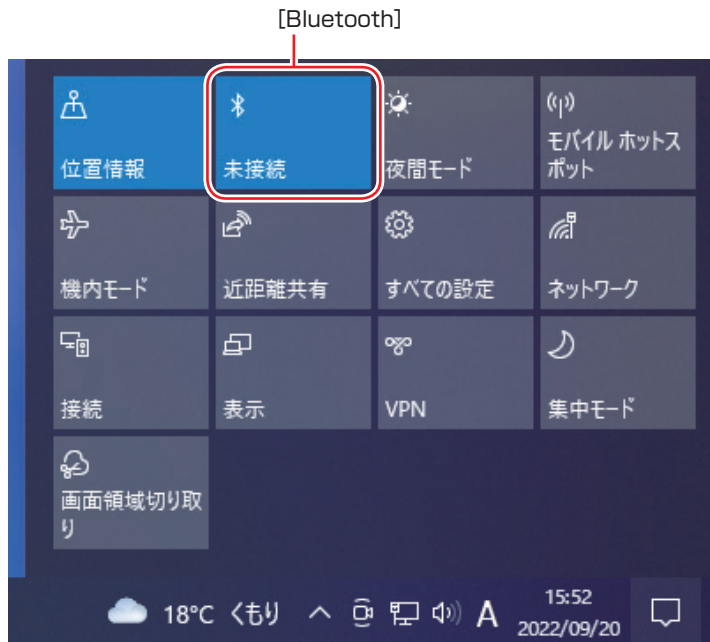 [Bluetooth]
位置情報
未接続
夜間モード
モバイル ホットス
ポット
機内モード
近距離共有
すべての設定
ネットワーク
接続
表示
VPN
集中モード
画面領域切り取
り
18°C くもり
A
15:52
2022/09/20